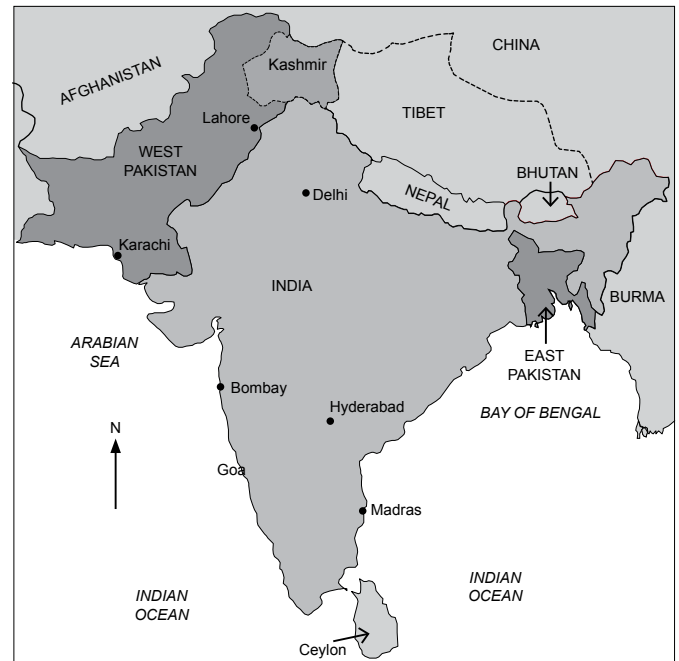 CHINA
AFGHANISTAN
Kashmir
TIBET
Lahore
WEST
PAKISTAN
BHUTAN
NEPAL
Delhi
Karachi
INDIA
BURMA
ARABIAN
SEA
EAST
PAKISTAN
Bombay
Hyderabad
BAY OF BENGAL
N
Goa
Madras
INDIAN
OCEAN
INDIAN
OCEAN
Ceylon